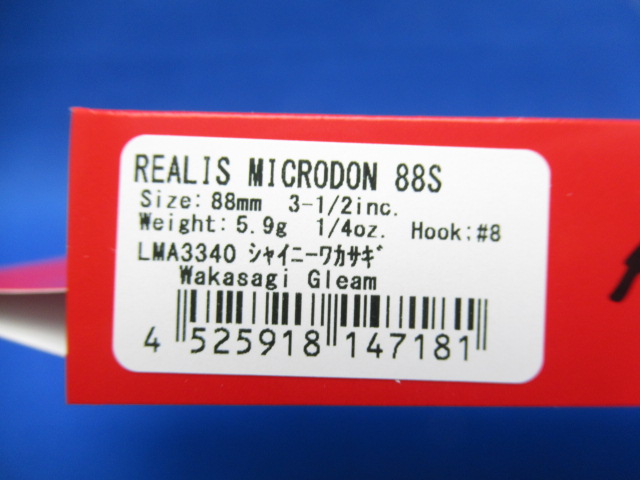 REALIS MICRODON 88S
Size: 88mm 3-1/2inc.
Weight: 5.9g 1/4oz. Hook:#8
LMA3340 ｼｬｲﾆｰﾜｶｻｷﾞ
Wakasagi Gleam
4 525918 147181